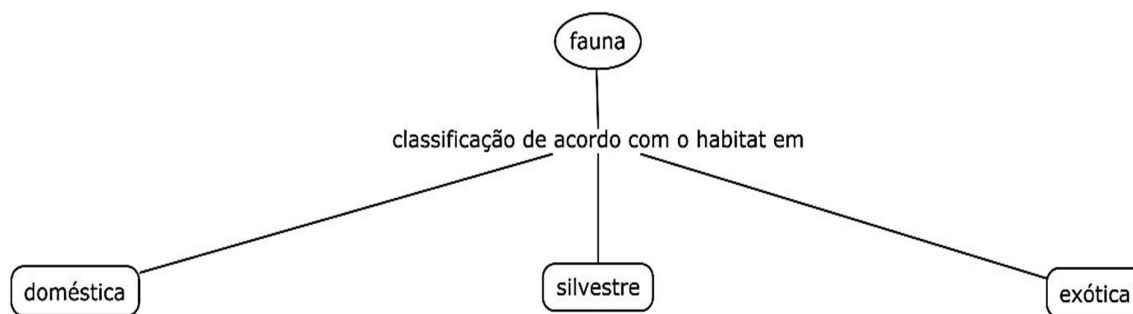 fauna
classificação de acordo com o habitat em
doméstica
silvestre
exótica